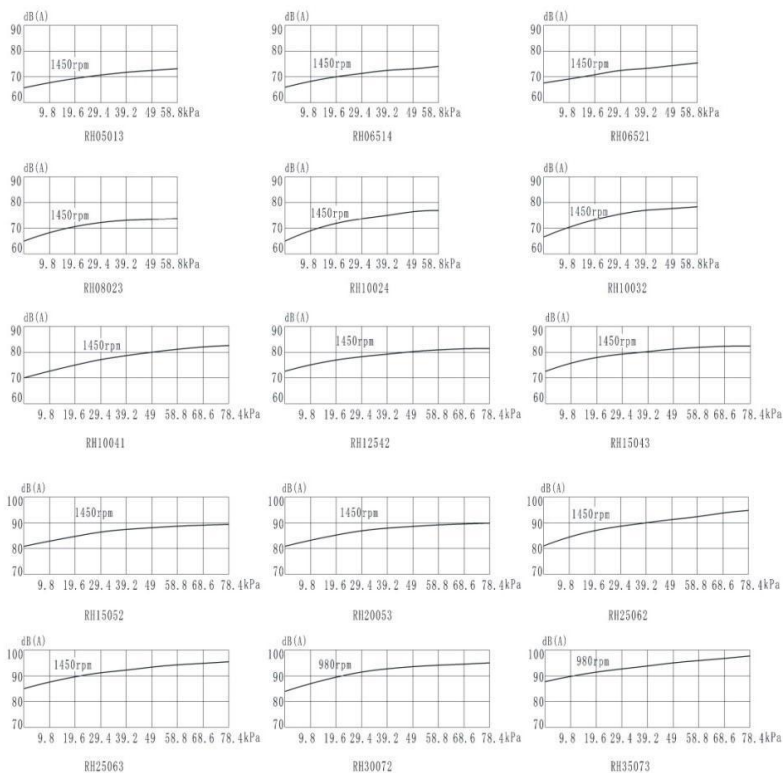 dB(A) dB(A) dB(A)
90 90 90
80 80 80
1450rpm 1450rpm 1450rpm
70 70 70
60 60 60
9.8 19.6 29.4 39.2 49 58.8kPa 9.8 19.6 29.4 39.2 49 58.8kPa 9.8 19.6 29.4 39.2 49 58.8kPa
RH05013 RH06514 RH06521
dB(A) dB(A) dB(A)
90 90 90
80 80 80
1450rpm 1450rpm 1450rpm
70 70 70
60 60 60
9.8 19.6 29.4 39.2 49 58.8kPa 9.8 19.6 29.4 39.2 49 58.8kPa 9.8 19.6 29.4 39.2 49 58.8kPa
RH08023 RH10024 RH10032
dB(A) dB(A) dB(A)
90 90 90
1450rpm 1450rpm 1450rpm
80 80 80
70 70 70
60 60 60
9.8 19.6 29.4 39.2 49 58.8 68.6 78.4kPa 9.8 19.6 29.4 39.2 49 58.8 68.6 78.4kPa 9.8 19.6 29.4 39.2 49 58.8 68.6 78.4kPa
RH10041 RH12542 RH15043
dB(A) dB(A) dB(A)
100 100 100
1450rpm 1450rpm 1450rpm
90 90 90
80 80 80
70 70 70
9.8 19.6 29.4 39.2 49 58.8 68.6 78.4kPa 9.8 19.6 29.4 39.2 49 58.8 68.6 78.4kPa 9.8 19.6 29.4 39.2 49 58.8 68.6 78.4kPa
RH15052 RH20053 RH25062
dB(A) dB(A) dB(A)
100 100 100
1450rpm 980rpm 980rpm
90 90 90
80 80 80
70 70 70
9.8 19.6 29.4 39.2 49 58.8 68.6 78.4kPa 9.8 19.6 29.4 39.2 49 58.8 68.6 78.4kPa 9.8 19.6 29.4 39.2 49 58.8 68.6 78.4kPa
RH25063 RH30072 RH35073